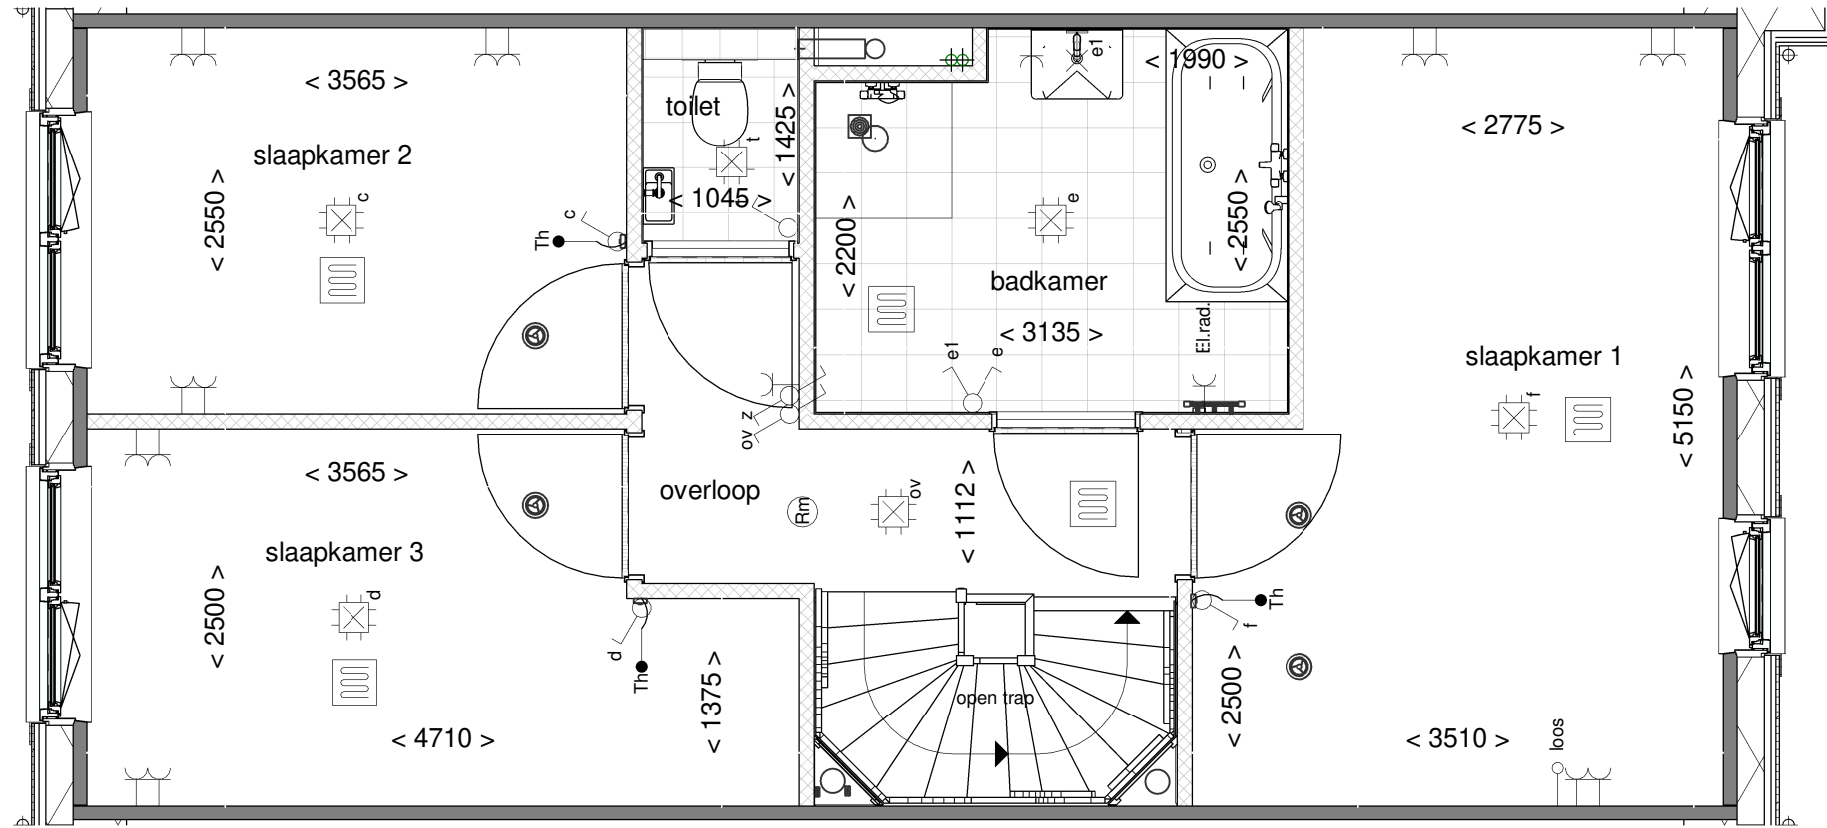 < 3565 >
slaapkamer 2
< 2550 >
c
c
Th
toilet
t
< 1425 >
< 1045 >
e1
< 1990 >
< 2200 >
e
< 2550 >
badkamer
< 3135 >
e1
e
El.rad.
< 2775 >
slaapkamer 1
f
< 5150 >
z
ov
< 3565 >
overloop
Rm
ov
< 1112 >
slaapkamer 3
< 2500 >
d
d
Th
< 1375 >
< 4710 >
open trap
Th
f
< 2500 >
< 3510 >
loos